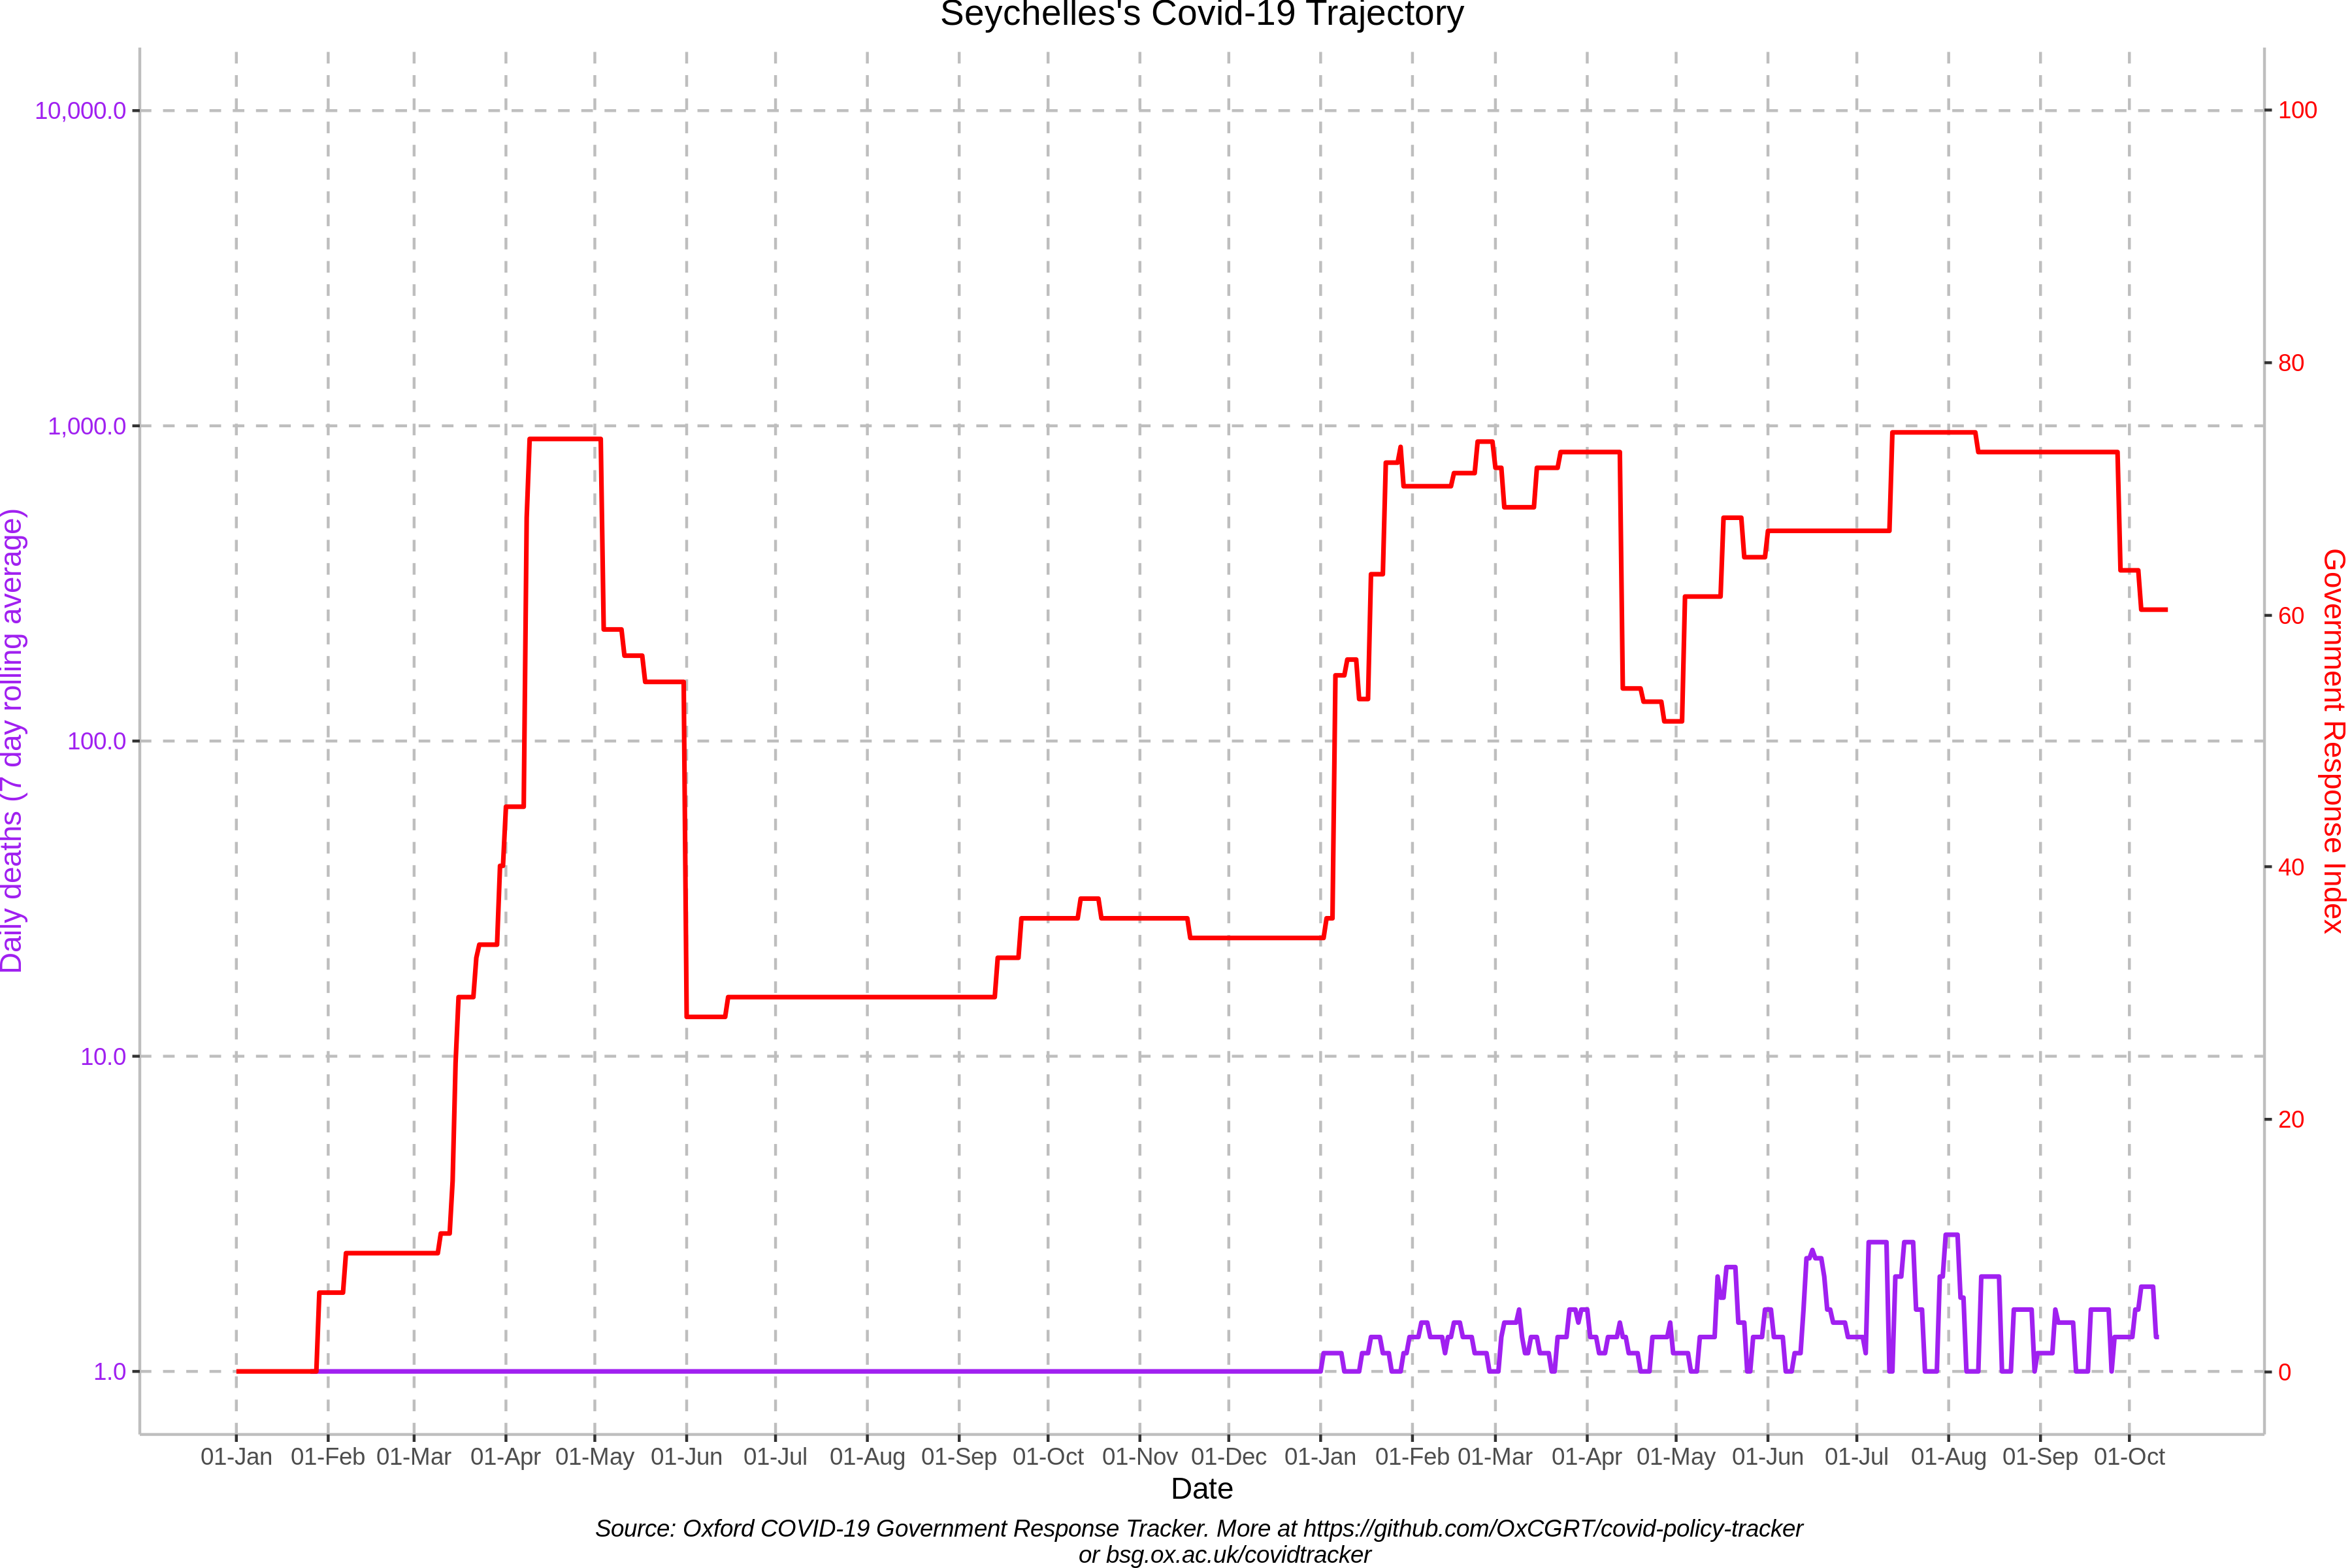 Seychelles's Covid-19 Trajectory
10,000.0
1,000.0
100.0
10.0
1.0
Daily deaths (7 day rolling average)
100
80
60
40
20
0
Government Response Index
01-Jan 01-Feb 01-Mar 01-Apr 01-May 01-Jun 01-Jul 01-Aug 01-Sep 01-Oct 01-Nov 01-Dec 01-Jan 01-Feb 01-Mar 01-Apr 01-May 01-Jun 01-Jul 01-Aug 01-Sep 01-Oct
Date
Source: Oxford COVID-19 Government Response Tracker. More at https://github.com/OxCGRT/covid-policy-tracker
or bsg.ox.ac.uk/covidtracker